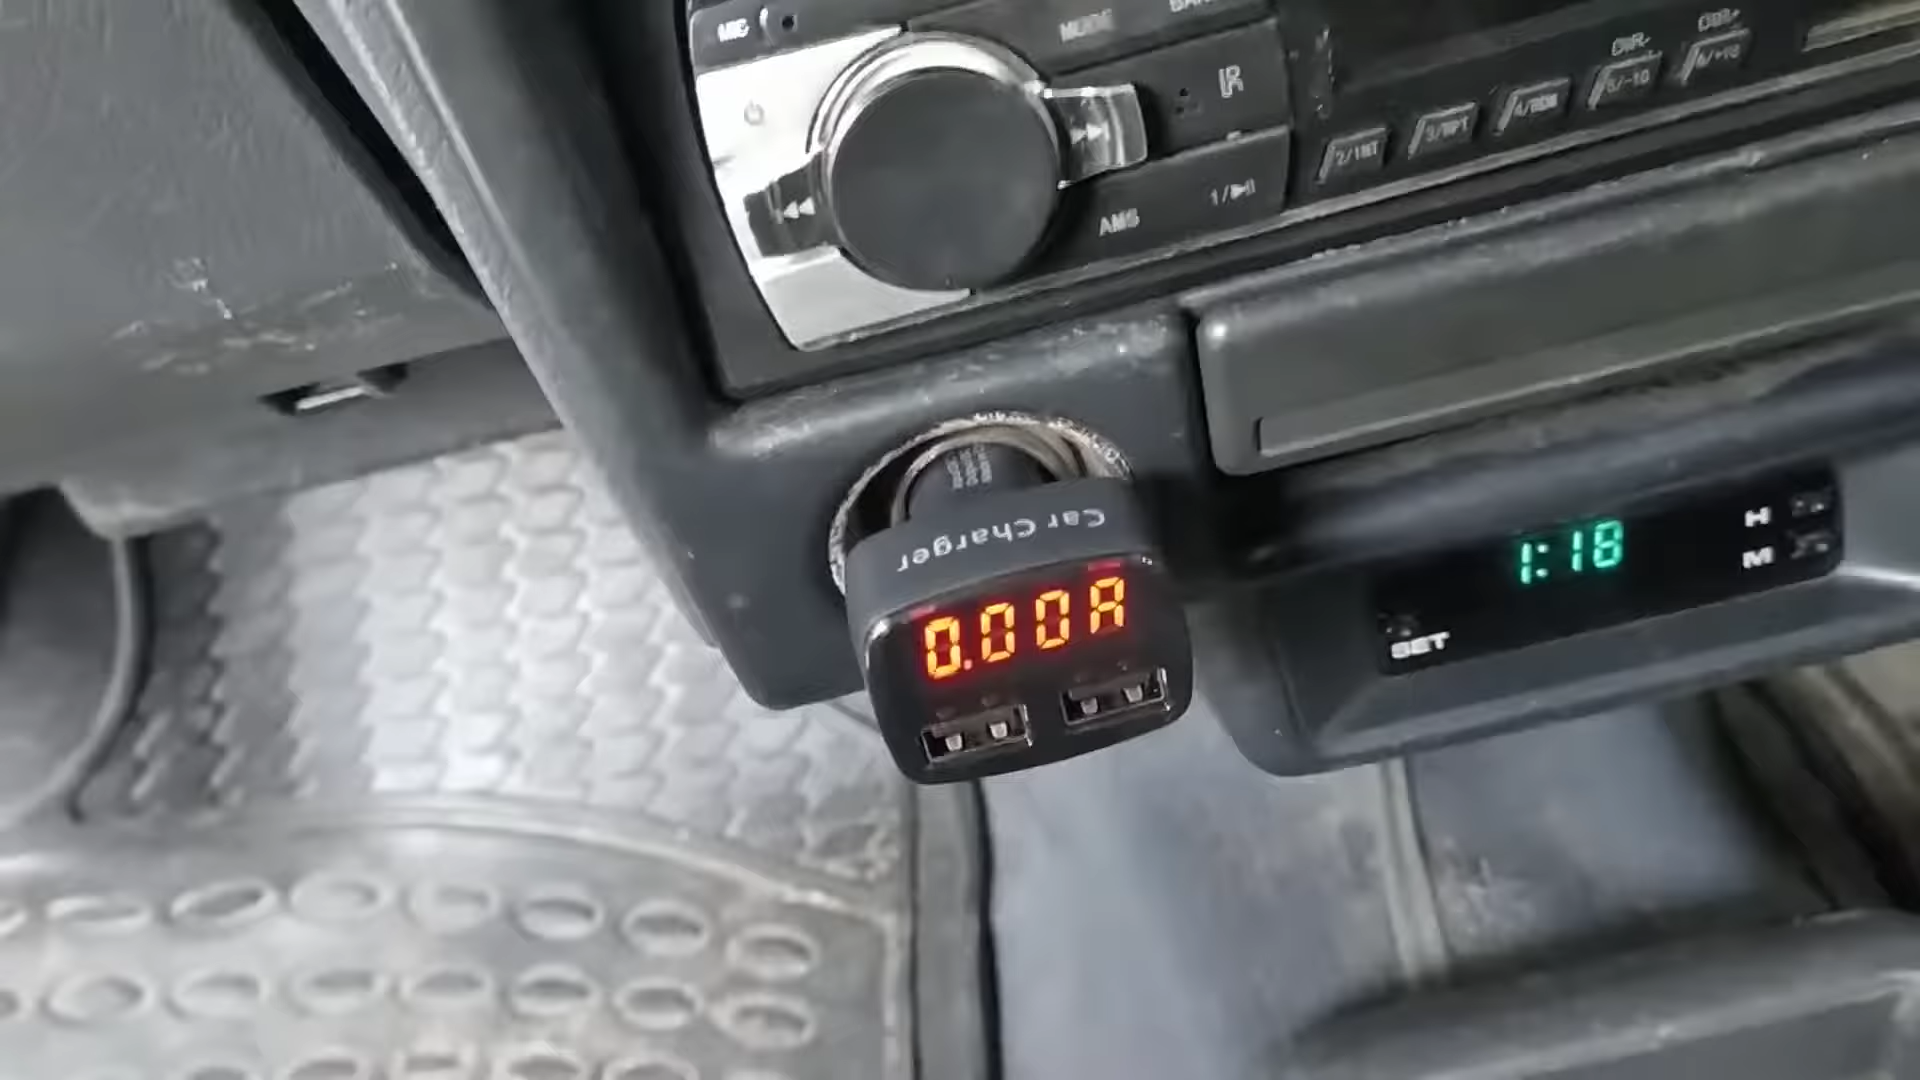 MIC
MODE
BAN
IR
DIR-
DIR+
2/INT
3/RPT
4/RDM
5/-10
6/+10
1/
AMS
Car Charger
0.00A
1:18
H
M
SET